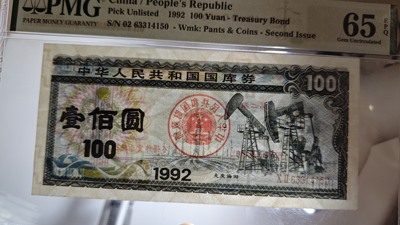 PMG
PAPER MONEY GUARANTY
China / People's Republic
Pick Unlisted 1992 100 Yuan - Treasury Bond
S/N 02 63314150 - Wmk: Pants & Coins - Second Issue
65 EPQ
Gem Uncirculated
中华人民共和国国库券
100
壹佰圆
100
1992